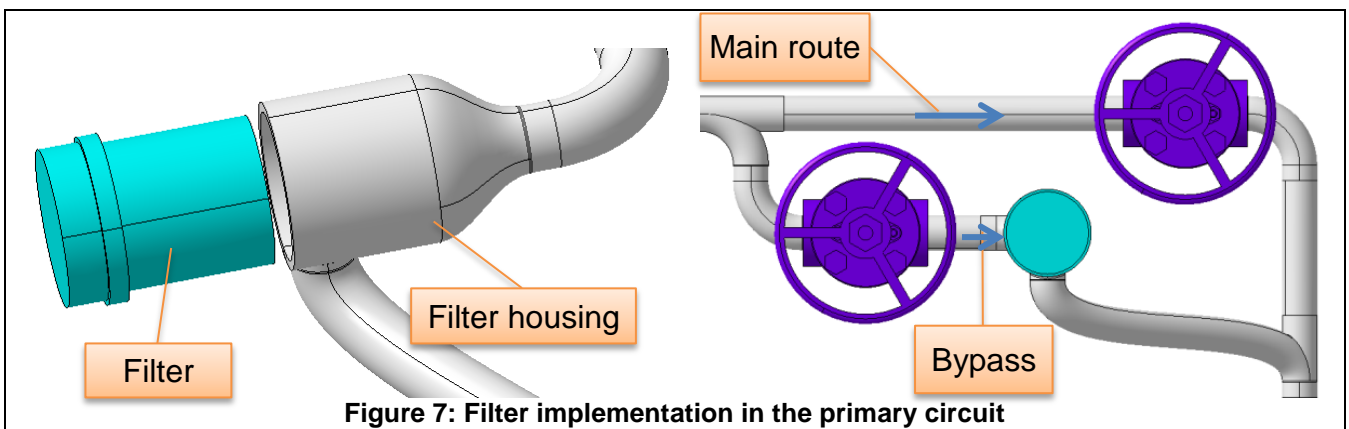 Main route
Filter housing
Filter
Bypass
Figure 7: Filter implementation in the primary circuit